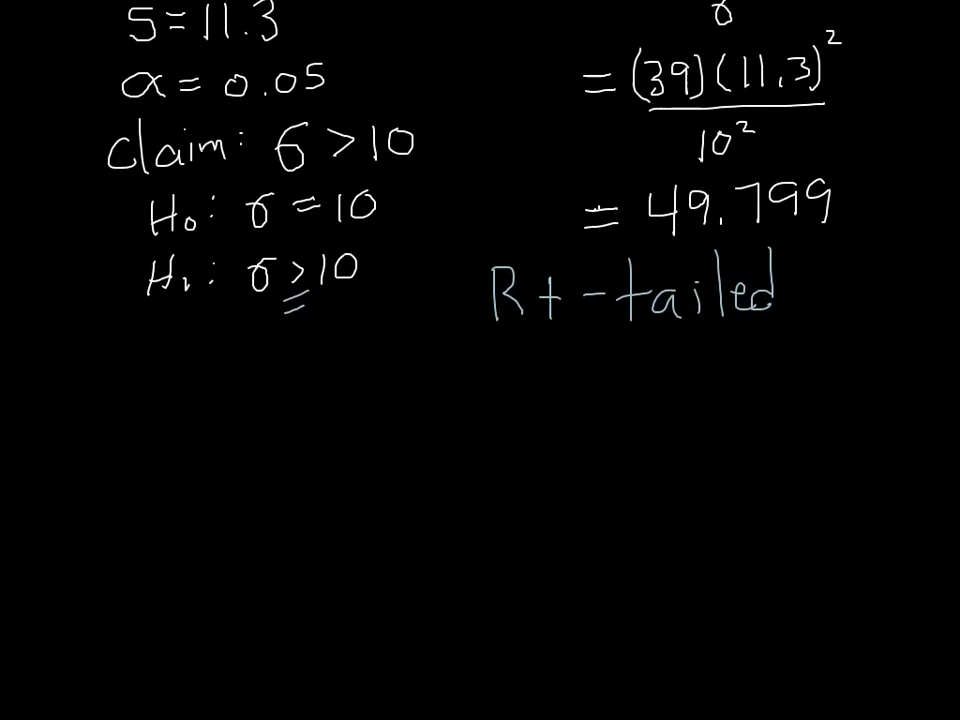 S = 11.3
α = 0.05
Claim: σ > 10
H₀: σ = 10
H₁: σ > 10
σ
= (39)(11.3)²
10²
= 49.799
Rt-tailed